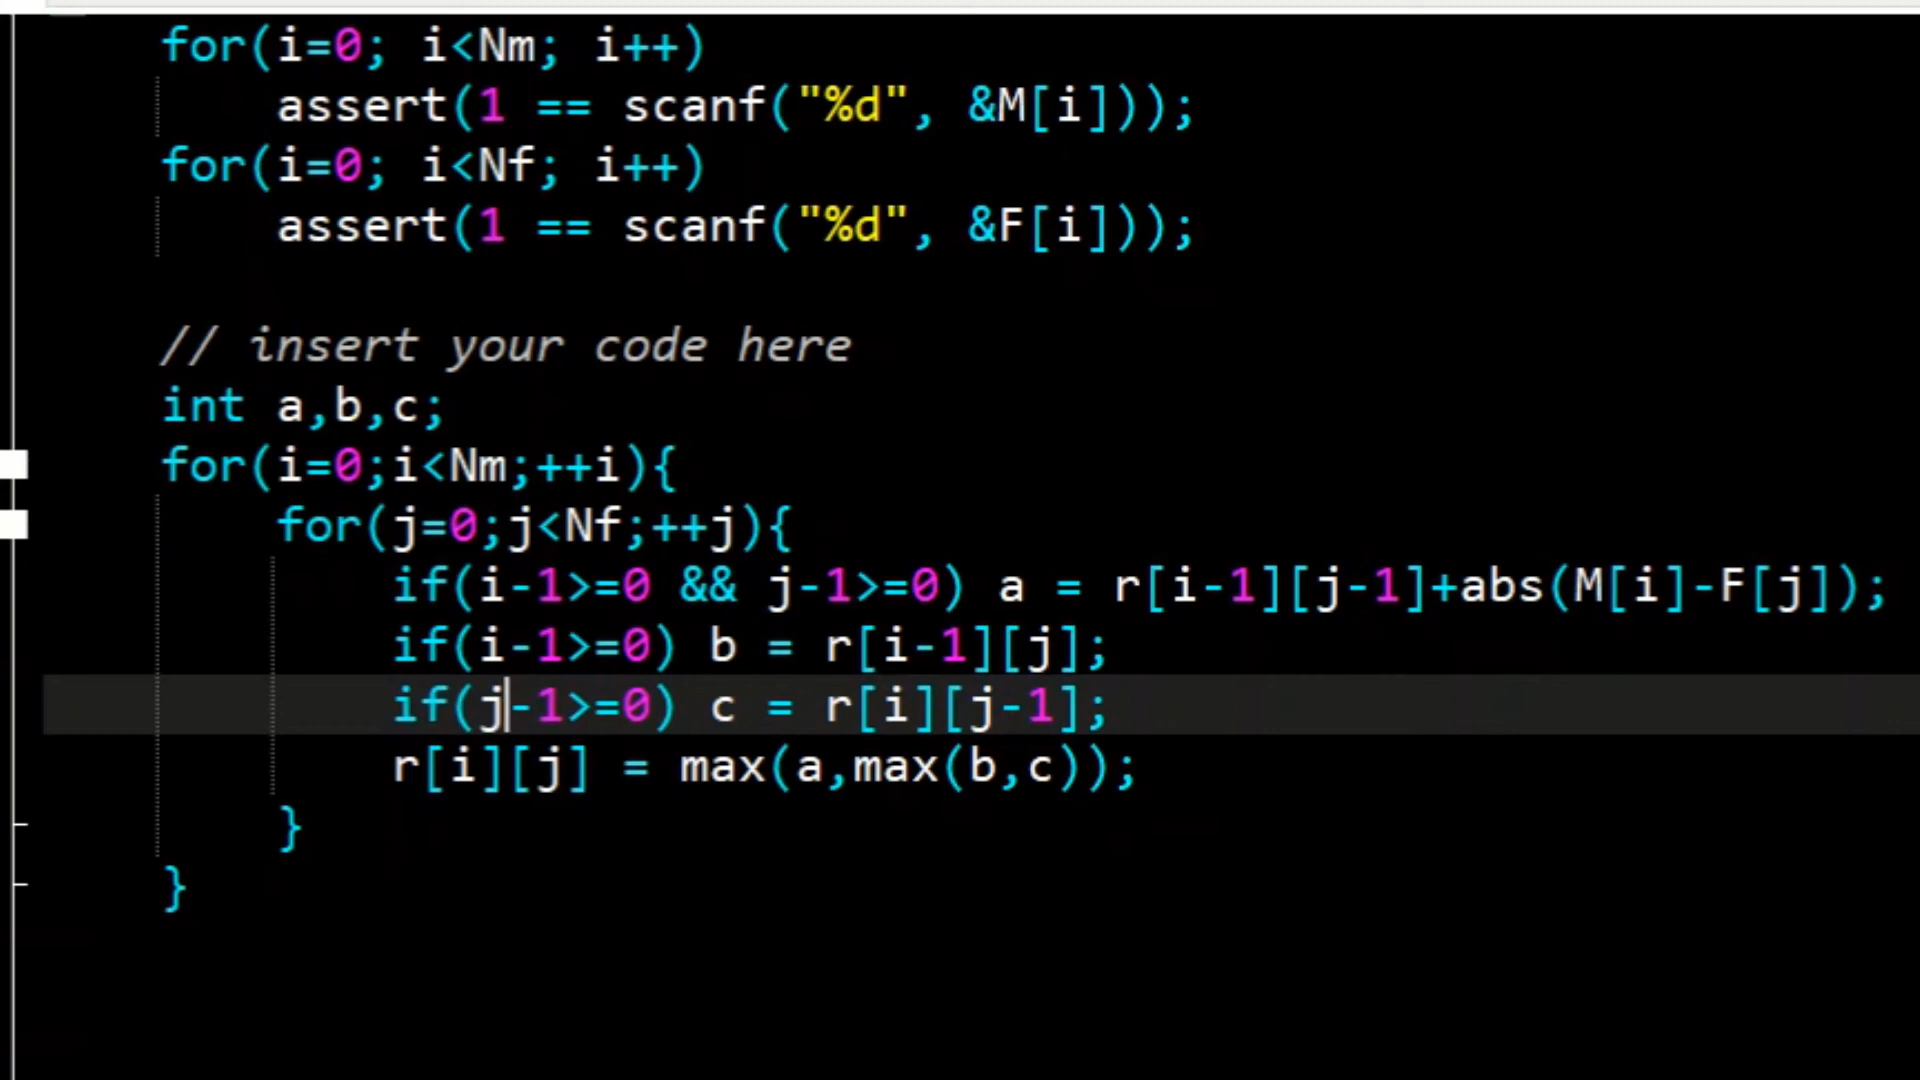 for(i=0; i<Nm; i++)
assert(1 == scanf("%d", &M[i]));
for(i=0; i<Nf; i++)
assert(1 == scanf("%d", &F[i]));
// insert your code here
int a,b,c;
for(i=0;i<Nm;++i){
for(j=0;j<Nf;++j){
if(i-1>=0 && j-1>=0) a = r[i-1][j-1]+abs(M[i]-F[j]);
if(i-1>=0) b = r[i-1][j];
if(j-1>=0) c = r[i][j-1];
r[i][j] = max(a,max(b,c));
}
}